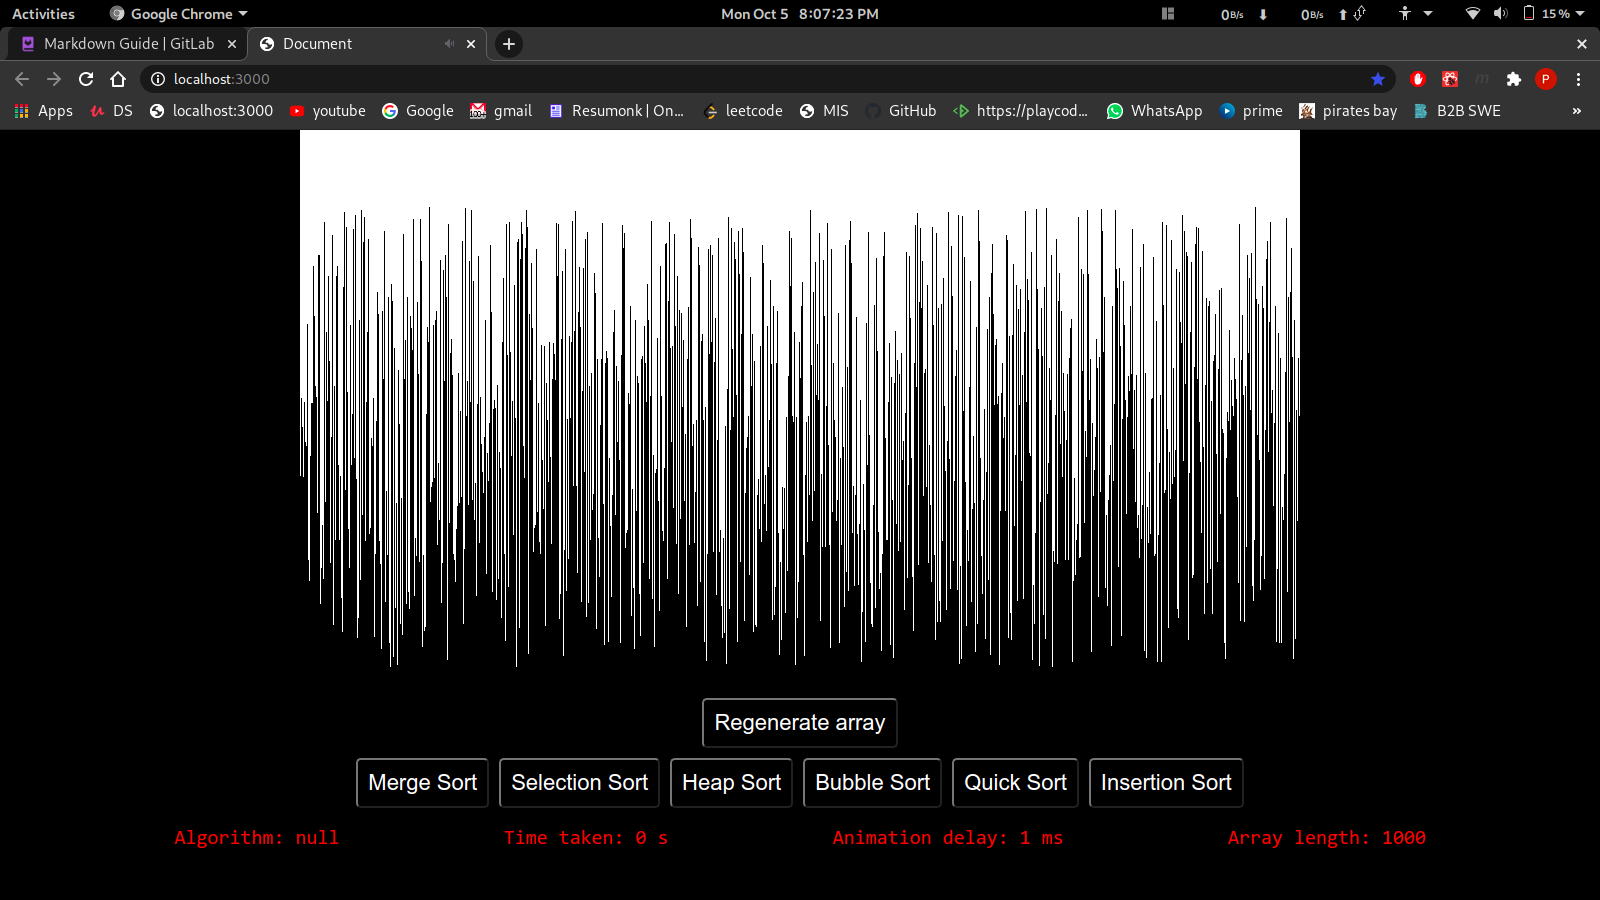 Activities Google Chrome Mon Oct 5 8:07:23 PM 0B/s 0B/s 15 %
Markdown Guide | GitLab Document
localhost:3000 P
Apps DS localhost:3000 youtube Google gmail Resumonk | On... leetcode MIS GitHub https://playcod... WhatsApp prime pirates bay B2B SWE »
Regenerate array
Merge Sort Selection Sort Heap Sort Bubble Sort Quick Sort Insertion Sort
Algorithm: null Time taken: 0 s Animation delay: 1 ms Array length: 1000